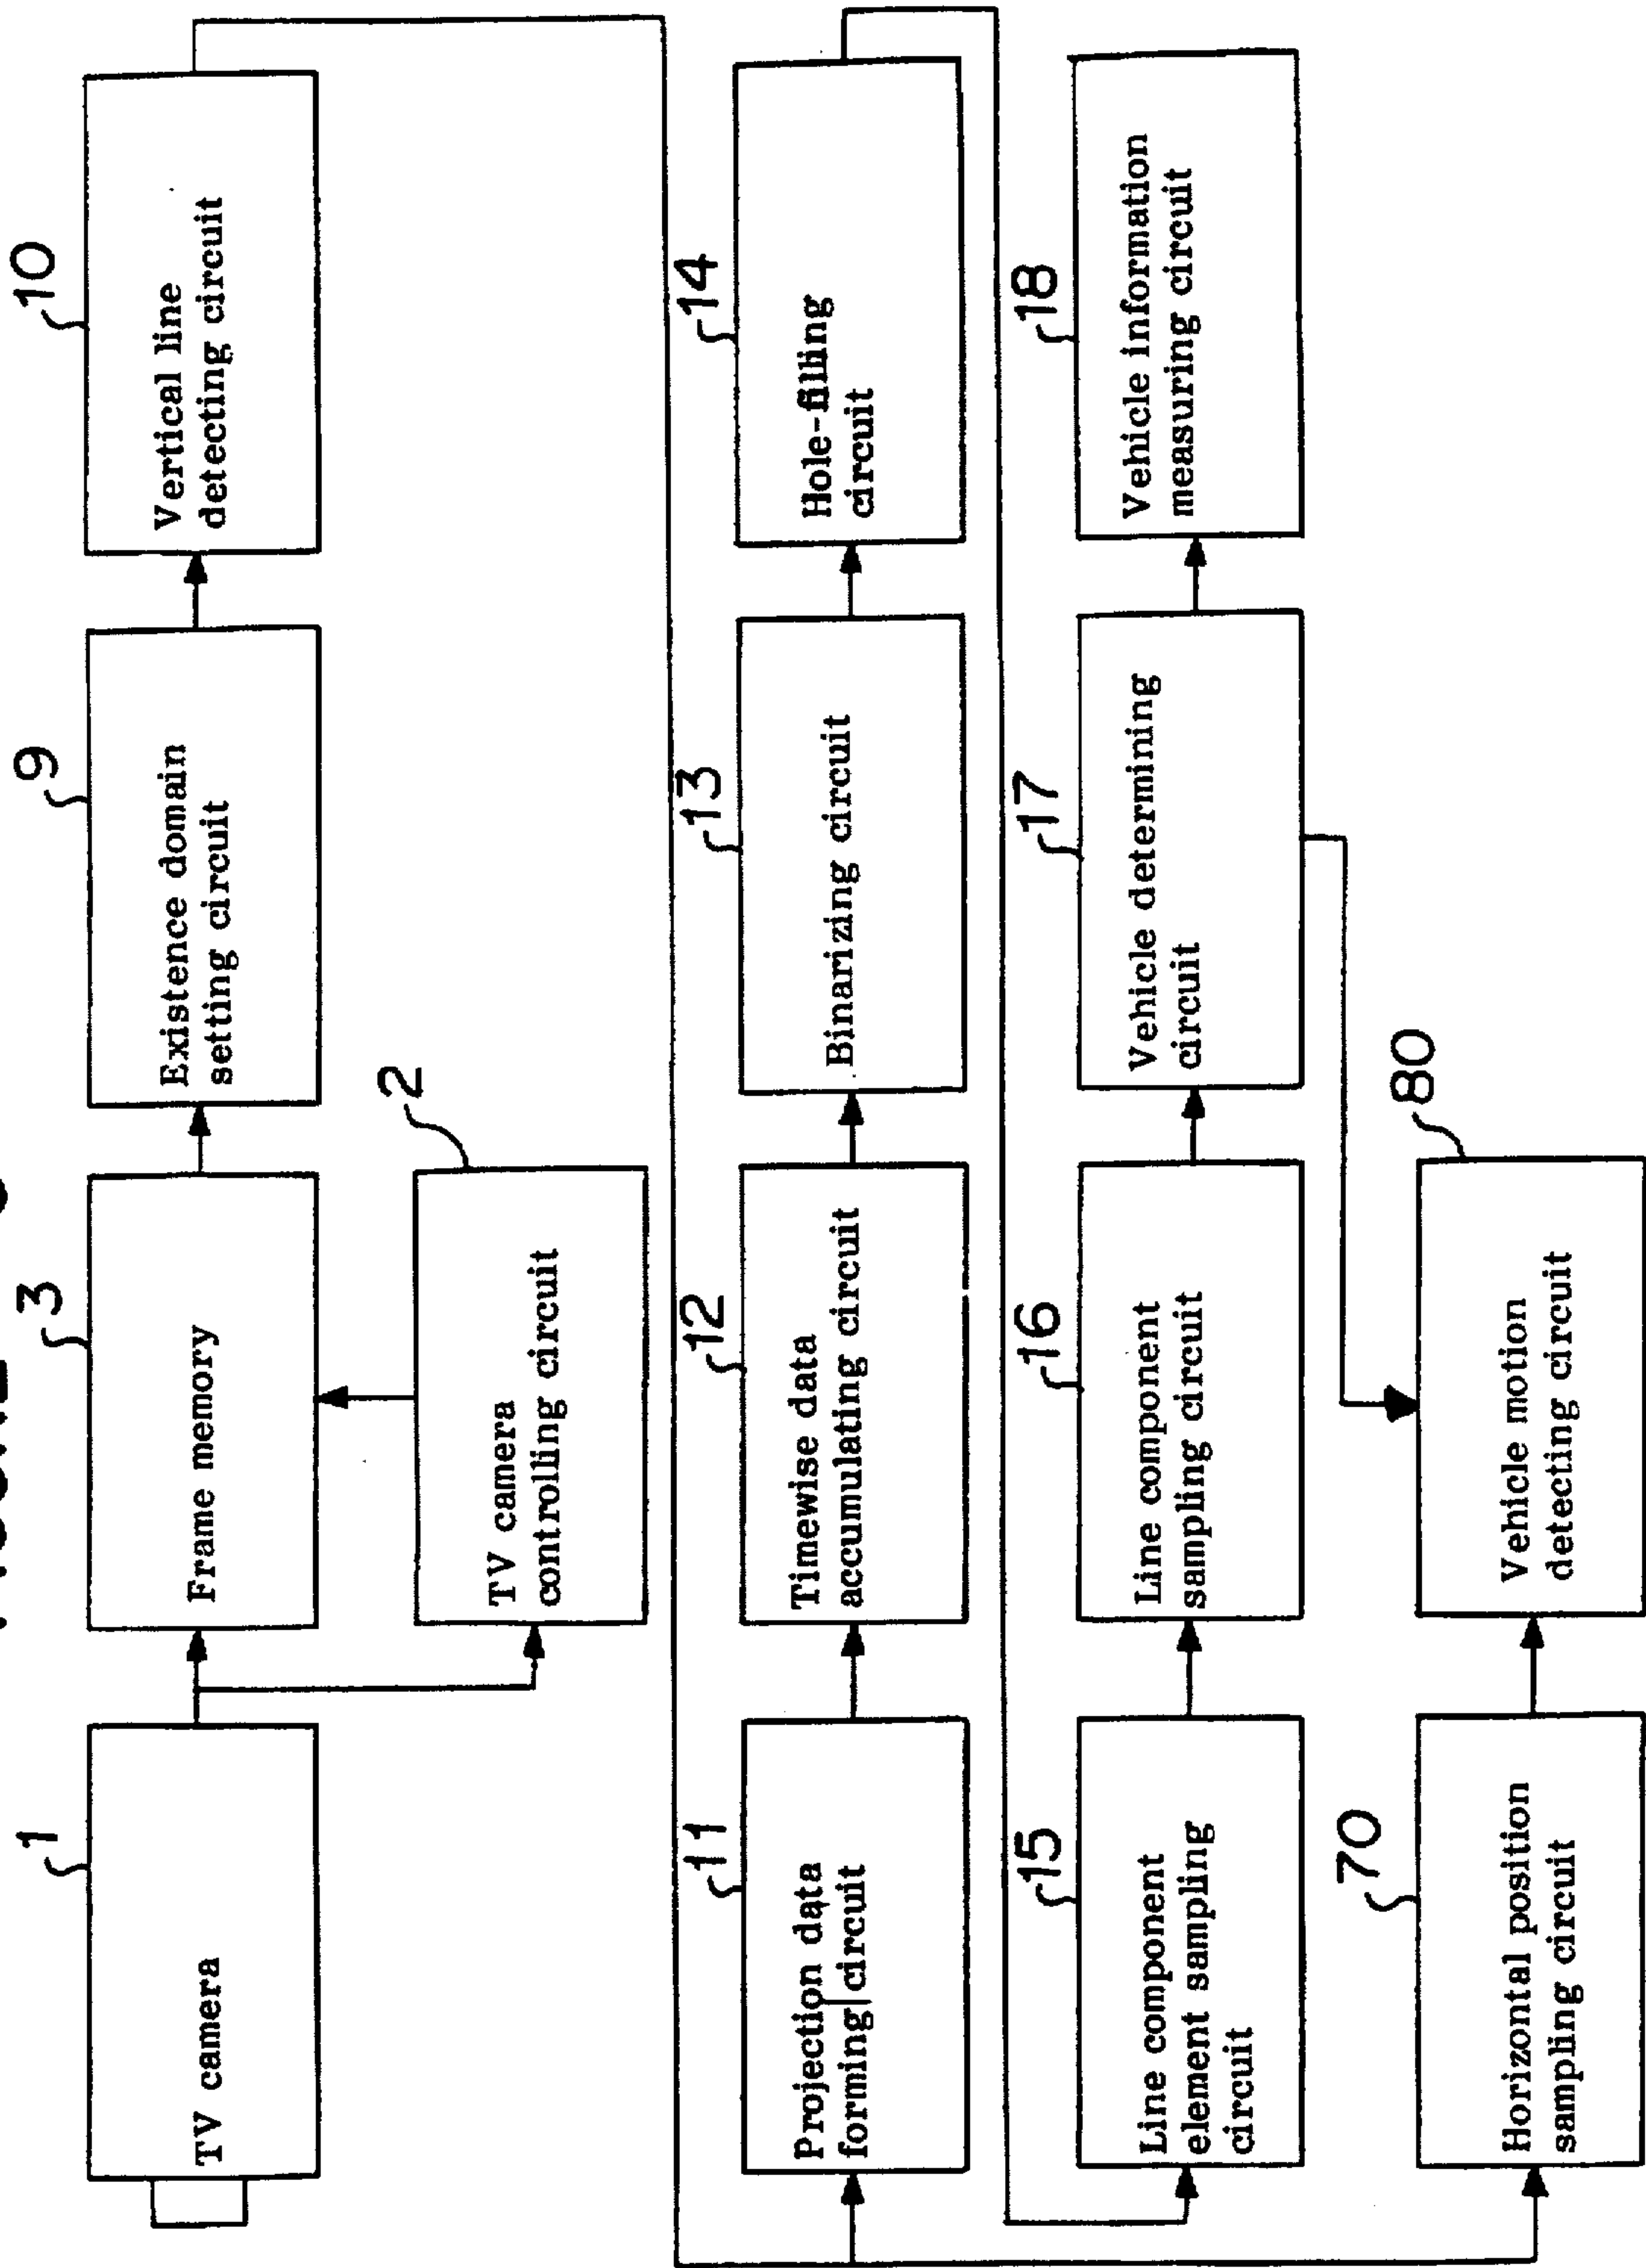 1
TV camera
3
Frame memory
2
TV camera
controlling circuit
9
Existence domain
setting circuit
10
Vertical line
detecting circuit
11
Projection data
forming circuit
12
Timewise data
accumulating circuit
13
Binarizing circuit
14
Hole-filling
circuit
15
Line component
element sampling
circuit
16
Line component
sampling circuit
17
Vehicle determining
circuit
18
Vehicle information
measuring circuit
70
Horizontal position
sampling circuit
80
Vehicle motion
detecting circuit